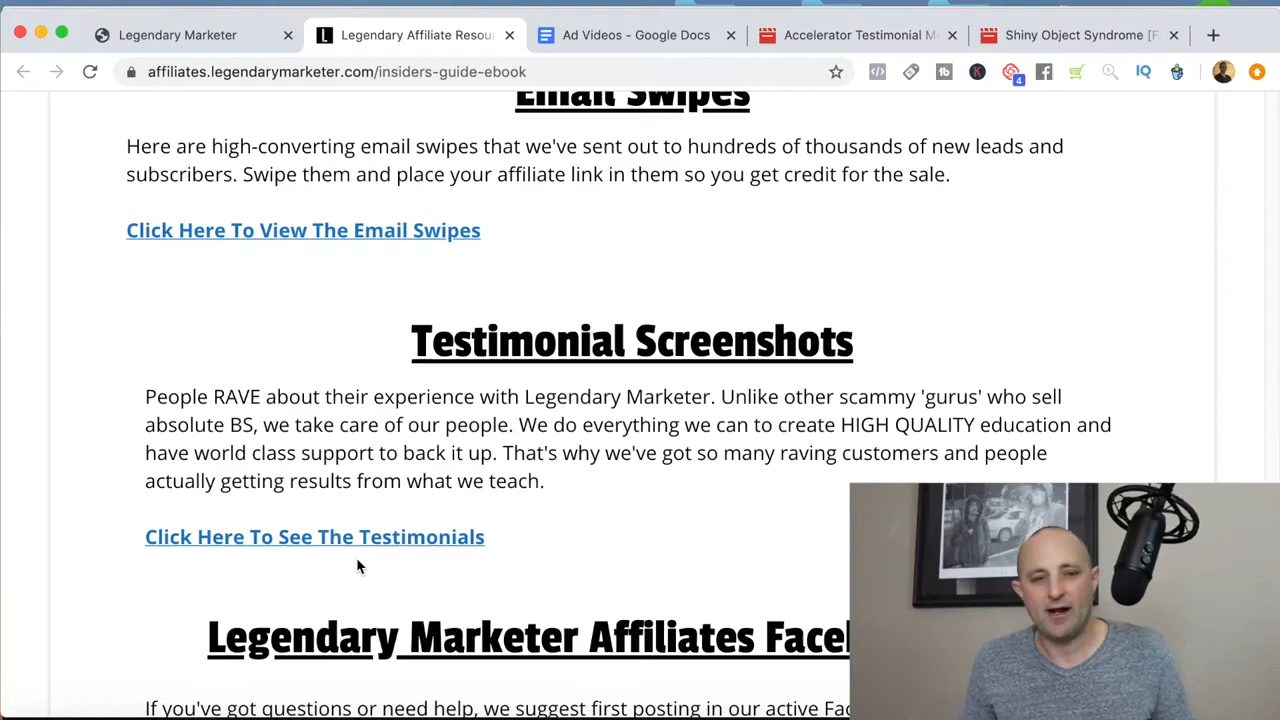 Legendary Marketer
Legendary Affiliate Resour
Ad Videos - Google Docs
Accelerator Testimonial M
Shiny Object Syndrome [F
affiliates.legendarymarketer.com/insiders-guide-ebook
tb
K
4
IQ
Email Swipes
Here are high-converting email swipes that we've sent out to hundreds of thousands of new leads and
subscribers. Swipe them and place your affiliate link in them so you get credit for the sale.
Click Here To View The Email Swipes
Testimonial Screenshots
People RAVE about their experience with Legendary Marketer. Unlike other scammy 'gurus' who sell
absolute BS, we take care of our people. We do everything we can to create HIGH QUALITY education and
have world class support to back it up. That's why we've got so many raving customers and people
actually getting results from what we teach.
Click Here To See The Testimonials
Legendary Marketer Affiliates Face
If you've got questions or need help, we suggest first posting in our active Fac